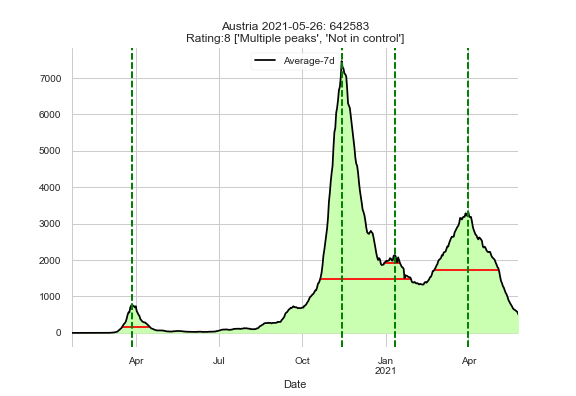 Austria 2021-05-26: 642583
Rating:8 ['Multiple peaks', 'Not in control']
Average-7d
7000
6000
5000
4000
3000
2000
1000
0
Apr Jul Oct Jan Apr
2021
Date